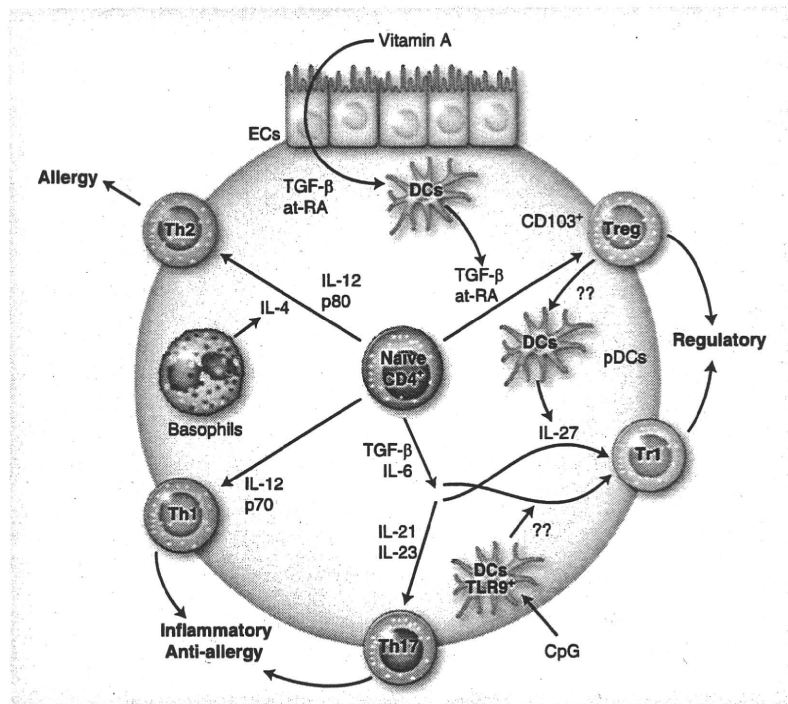 Vitamin A
ECs
Allergy
TGF-β
at-RA
DCs
CD103⁺
Treg
Th2
IL-12
p80
TGF-β
at-RA
??
IL-4
DCs
pDCs
Regulatory
Naïve
CD4⁺
Basophils
IL-27
TGF-β
IL-6
Tr1
IL-12
p70
Th1
IL-21
IL-23
??
DCs
TLR9⁺
Inflammatory
Anti-allergy
Th17
CpG